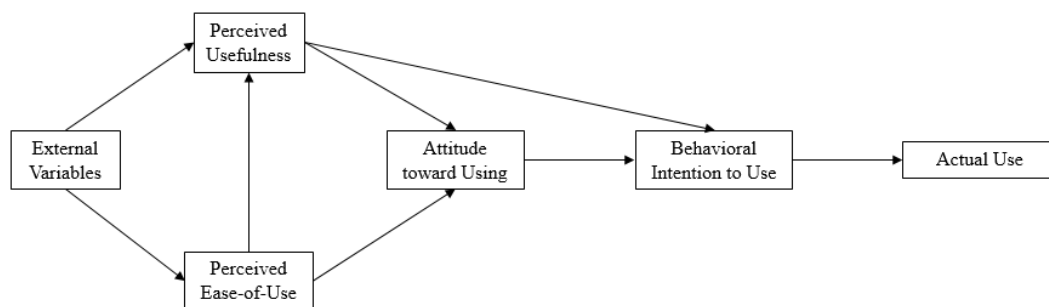 Perceived
Usefulness
External
Variables
Attitude
toward Using
Behavioral
Intention to Use
Actual Use
Perceived
Ease-of-Use